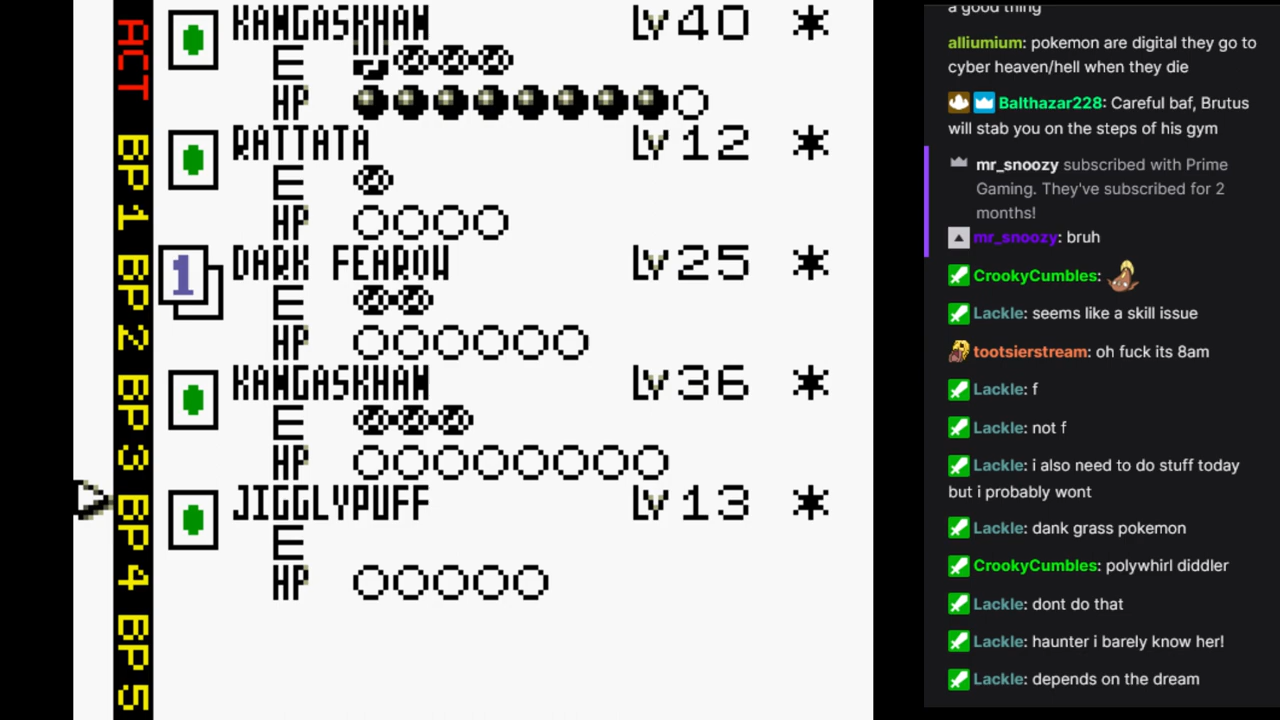 ACT
KANGASKHAN Lv40
E
HP
BP1
RATTATA Lv12
E
HP
BP2
1 DARK FEAROW Lv25
E
HP
BP3
KANGASKHAN Lv36
E
HP
BP4
JIGGLYPUFF Lv13
E
HP
BP5
a good thing
alliumium: pokemon are digital they go to
cyber heaven/hell when they die
Balthazar228: Careful baf, Brutus
will stab you on the steps of his gym
mr_snoozy subscribed with Prime
Gaming. They've subscribed for 2
months!
mr_snoozy: bruh
CrookyCumbles:
Lackle: seems like a skill issue
tootsierstream: oh fuck its 8am
Lackle: f
Lackle: not f
Lackle: i also need to do stuff today
but i probably wont
Lackle: dank grass pokemon
CrookyCumbles: polywhirl diddler
Lackle: dont do that
Lackle: haunter i barely know her!
Lackle: depends on the dream